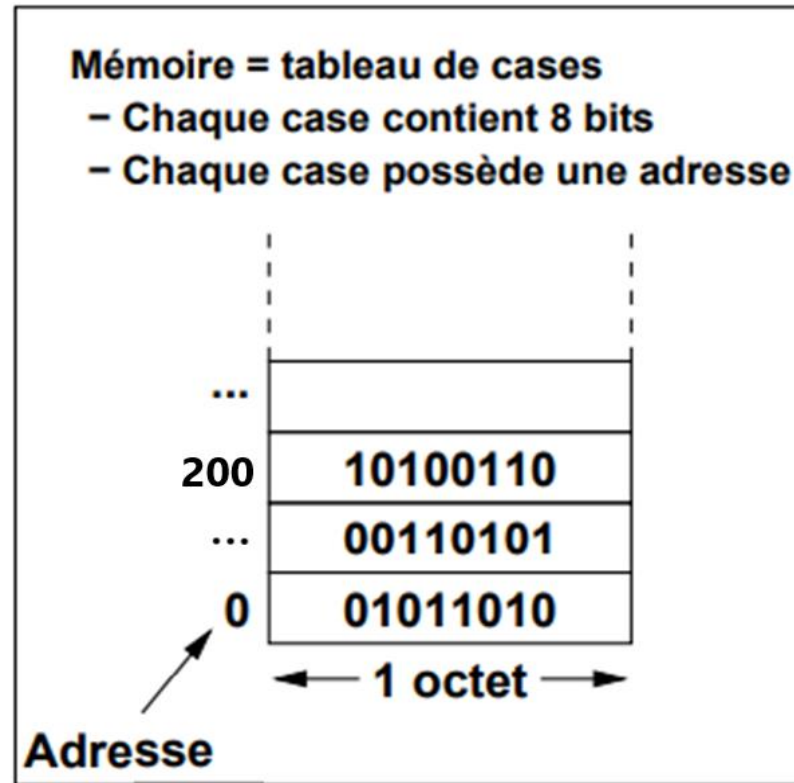 Mémoire = tableau de cases
− Chaque case contient 8 bits
− Chaque case possède une adresse
...
200 10100110
... 00110101
0 01011010
1 octet
Adresse